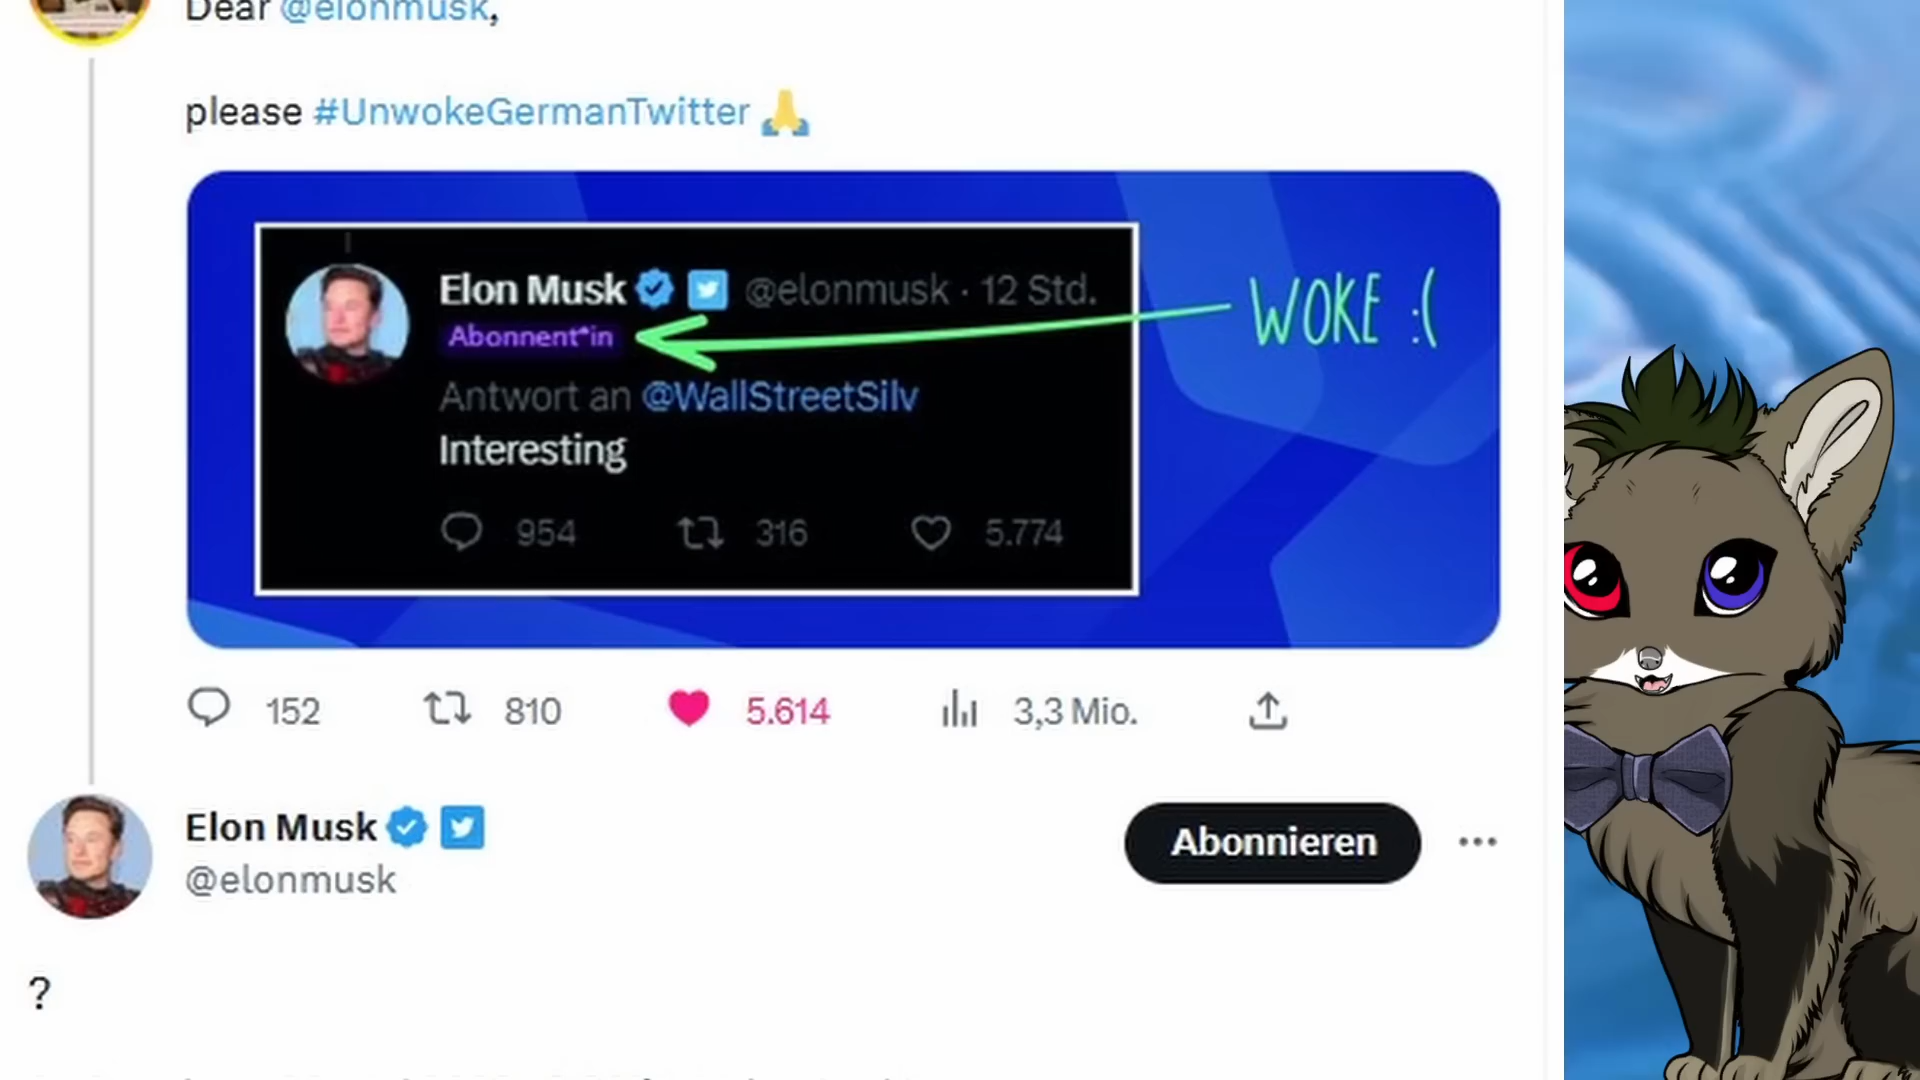 Dear @elonmusk,
please #UnwokeGermanTwitter
Elon Musk @elonmusk · 12 Std.
Abonnent*in
WOKE :(
Antwort an @WallStreetSilv
Interesting
954 316 5.774
152 810 5.614 3,3 Mio.
Elon Musk
@elonmusk
Abonnieren
?